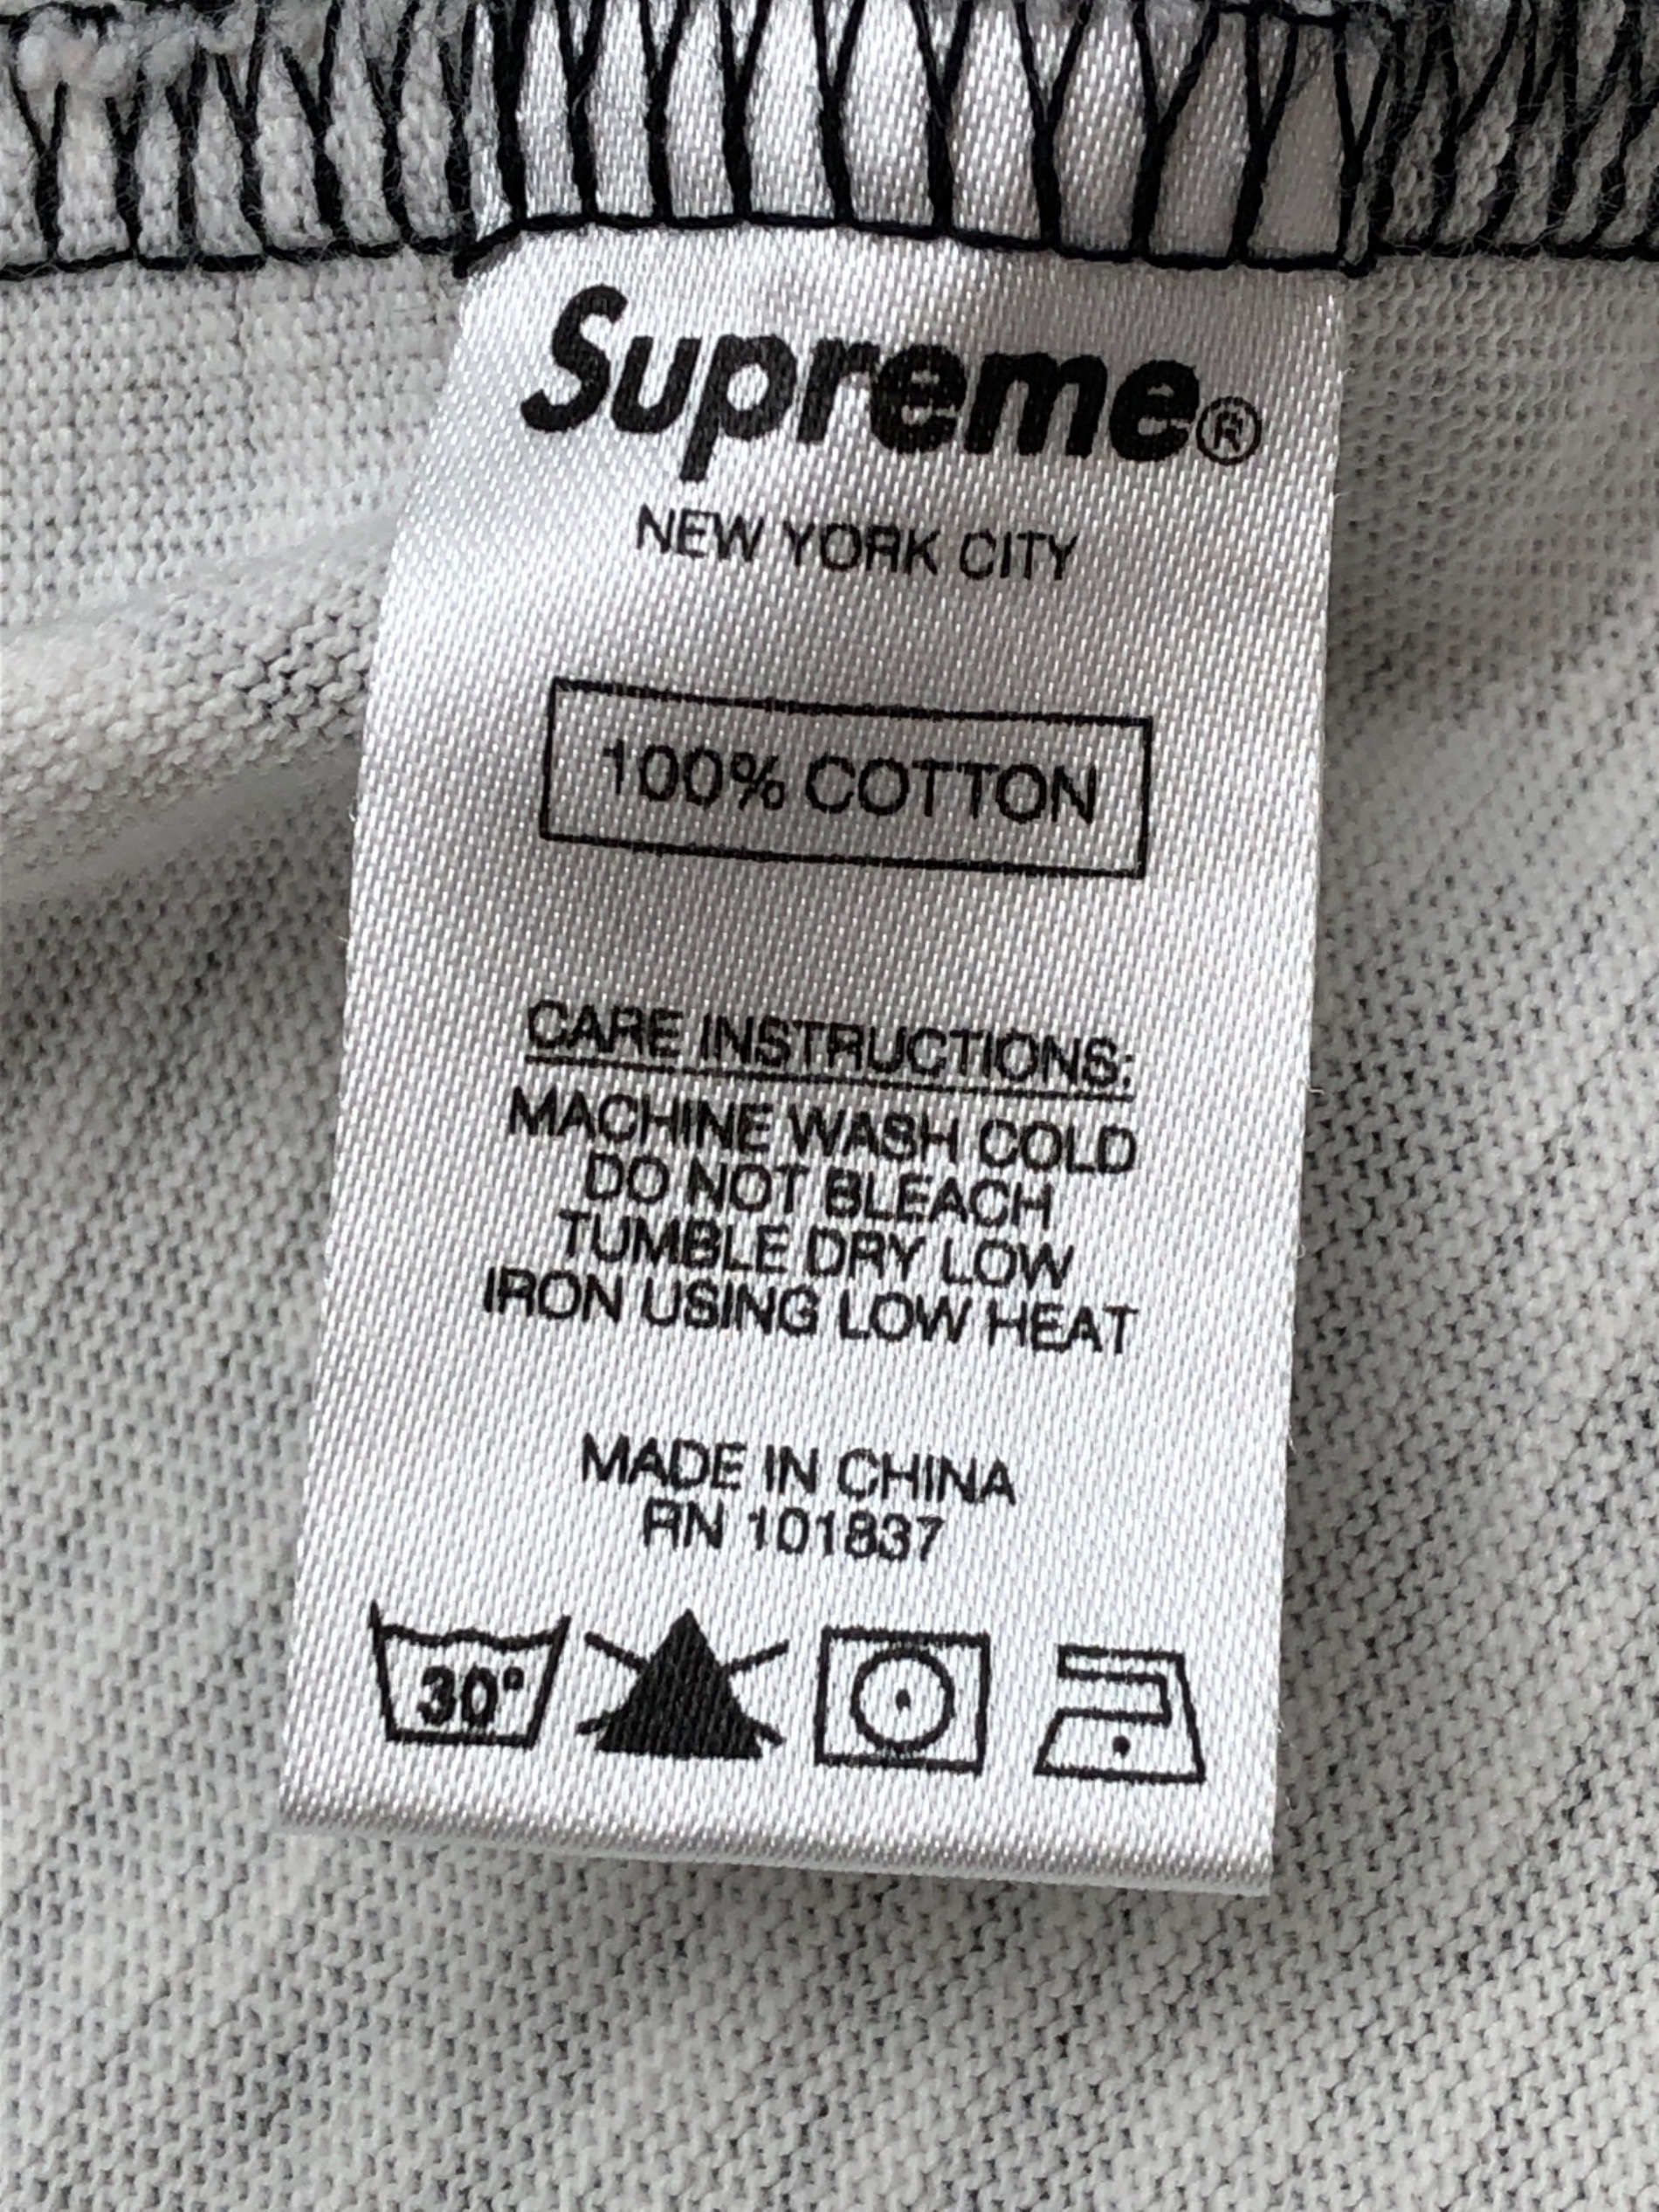 Supreme®
NEW YORK CITY
100% COTTON
CARE INSTRUCTIONS:
MACHINE WASH COLD
DO NOT BLEACH
TUMBLE DRY LOW
IRON USING LOW HEAT
MADE IN CHINA
RN 101837
30°